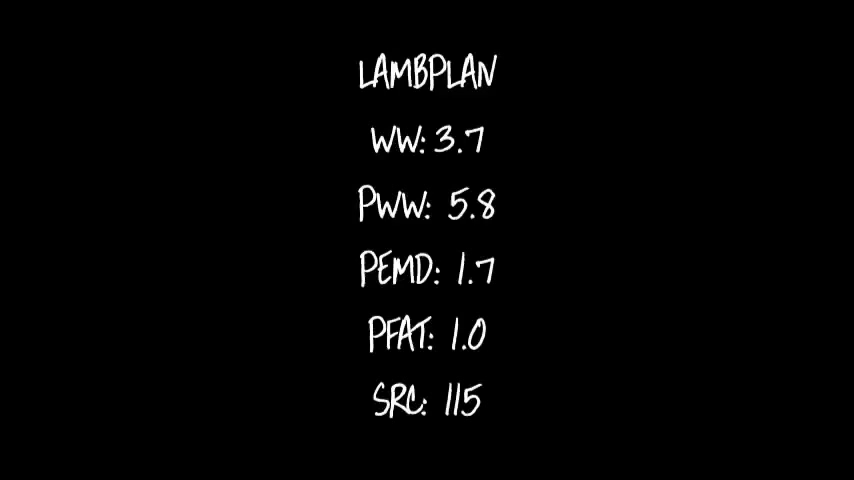 LAMBPLAN
WW: 3.7
PWW: 5.8
PEMD: 1.7
PFAT: 1.0
SRC: 115